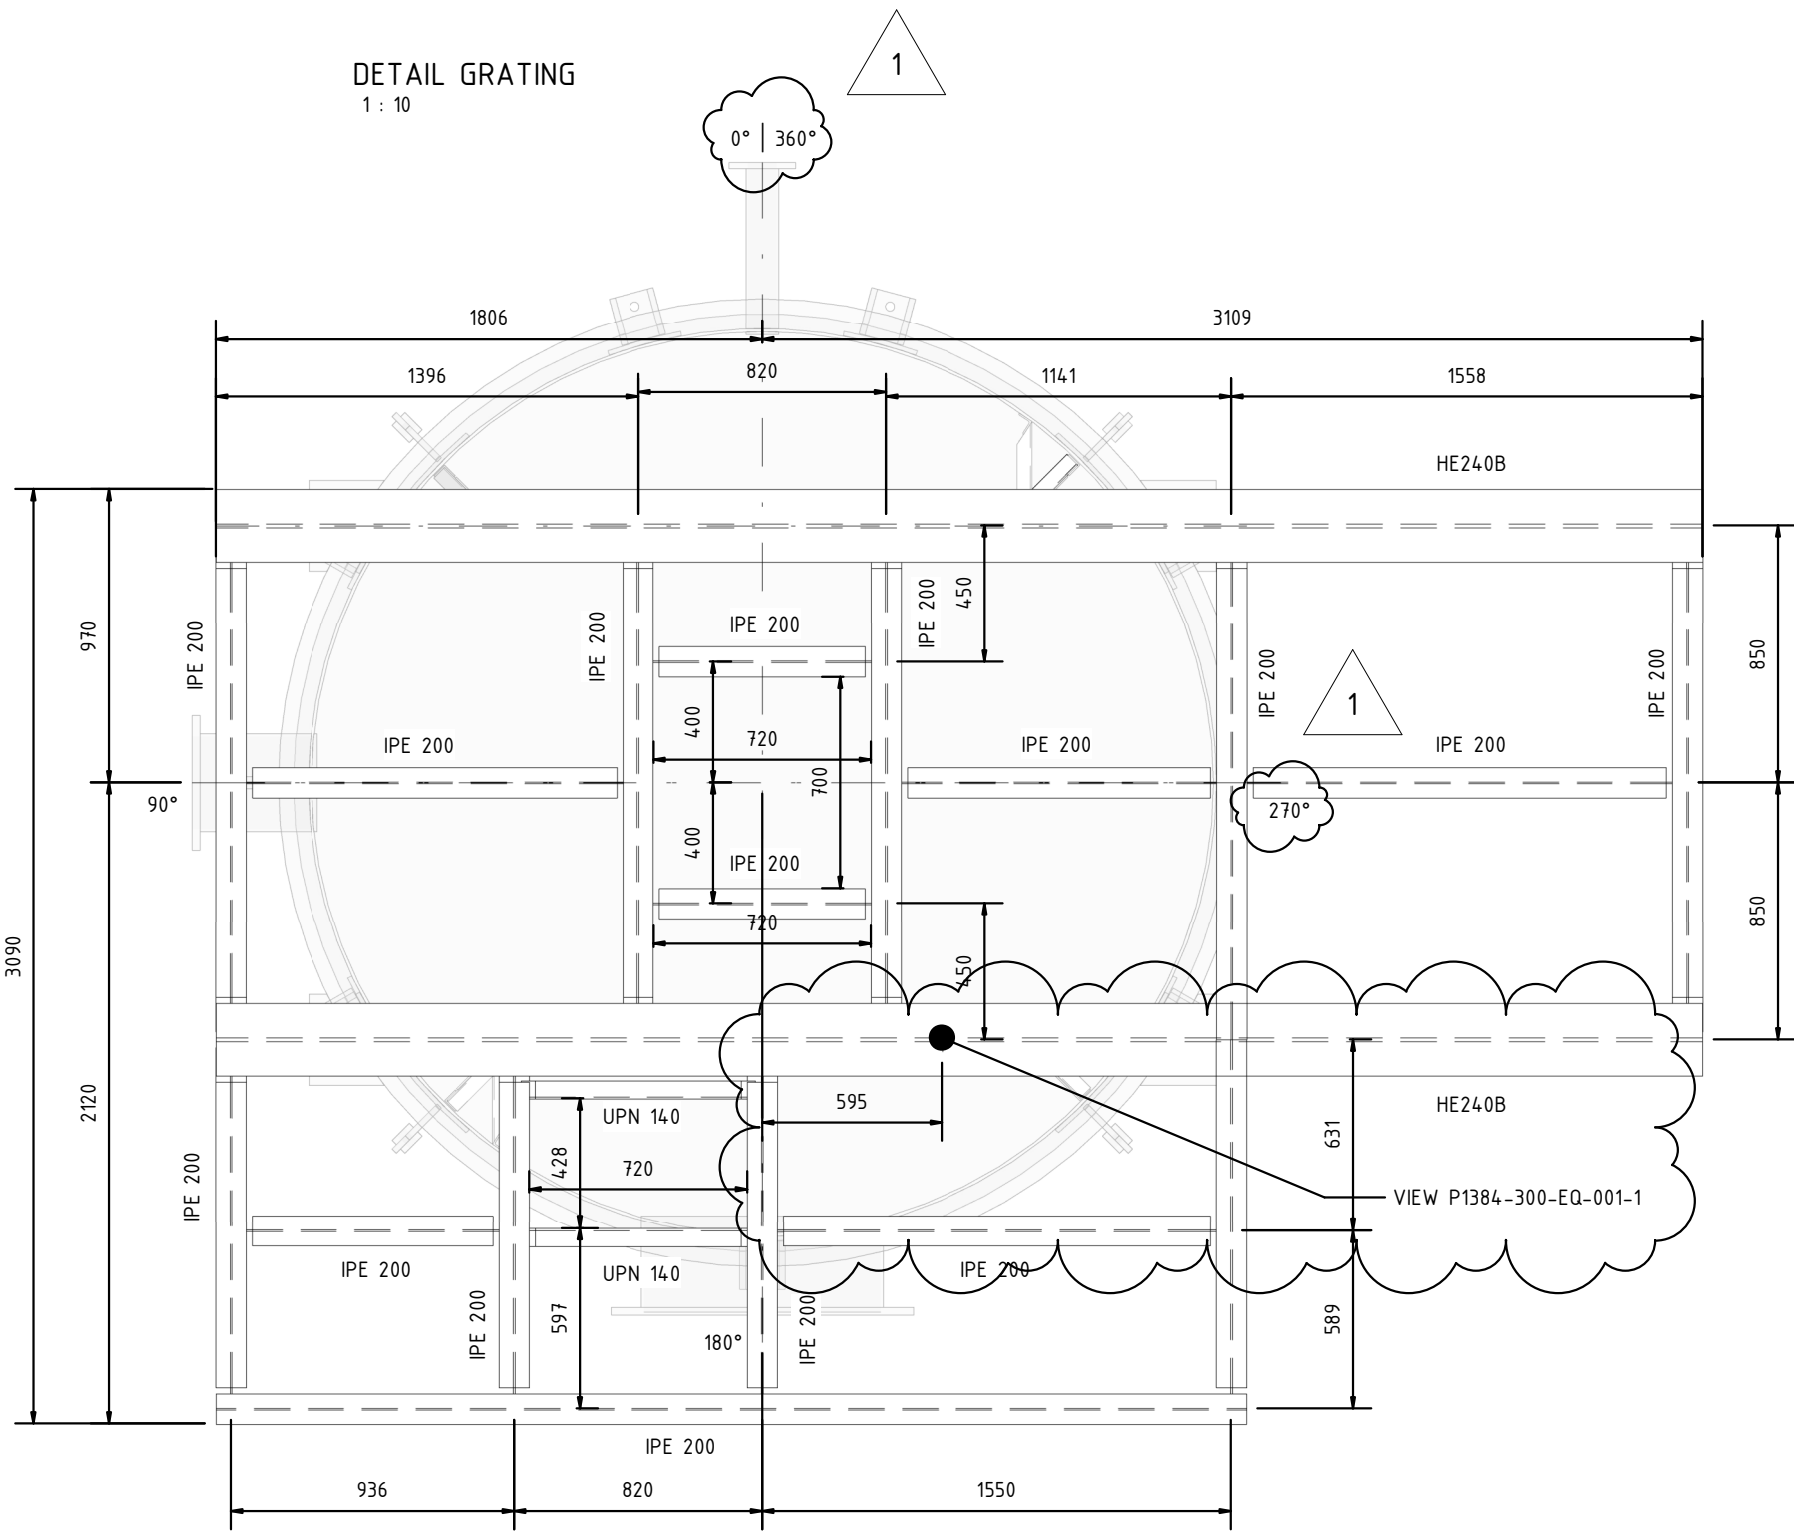 DETAIL GRATING
1 : 10
1
0° | 360°
1806
3109
1396
820
1141
1558
HE240B
970
IPE 200
IPE 200
IPE 200
IPE 200
450
IPE 200
IPE 200
850
1
400
720
700
IPE 200
IPE 200
IPE 200
90°
270°
400
IPE 200
720
450
850
3090
2120
595
HE240B
UPN 140
631
428
720
IPE 200
VIEW P1384-300-EQ-001-1
IPE 200
UPN 140
IPE 200
597
IPE 200
180°
IPE 200
589
IPE 200
936
820
1550